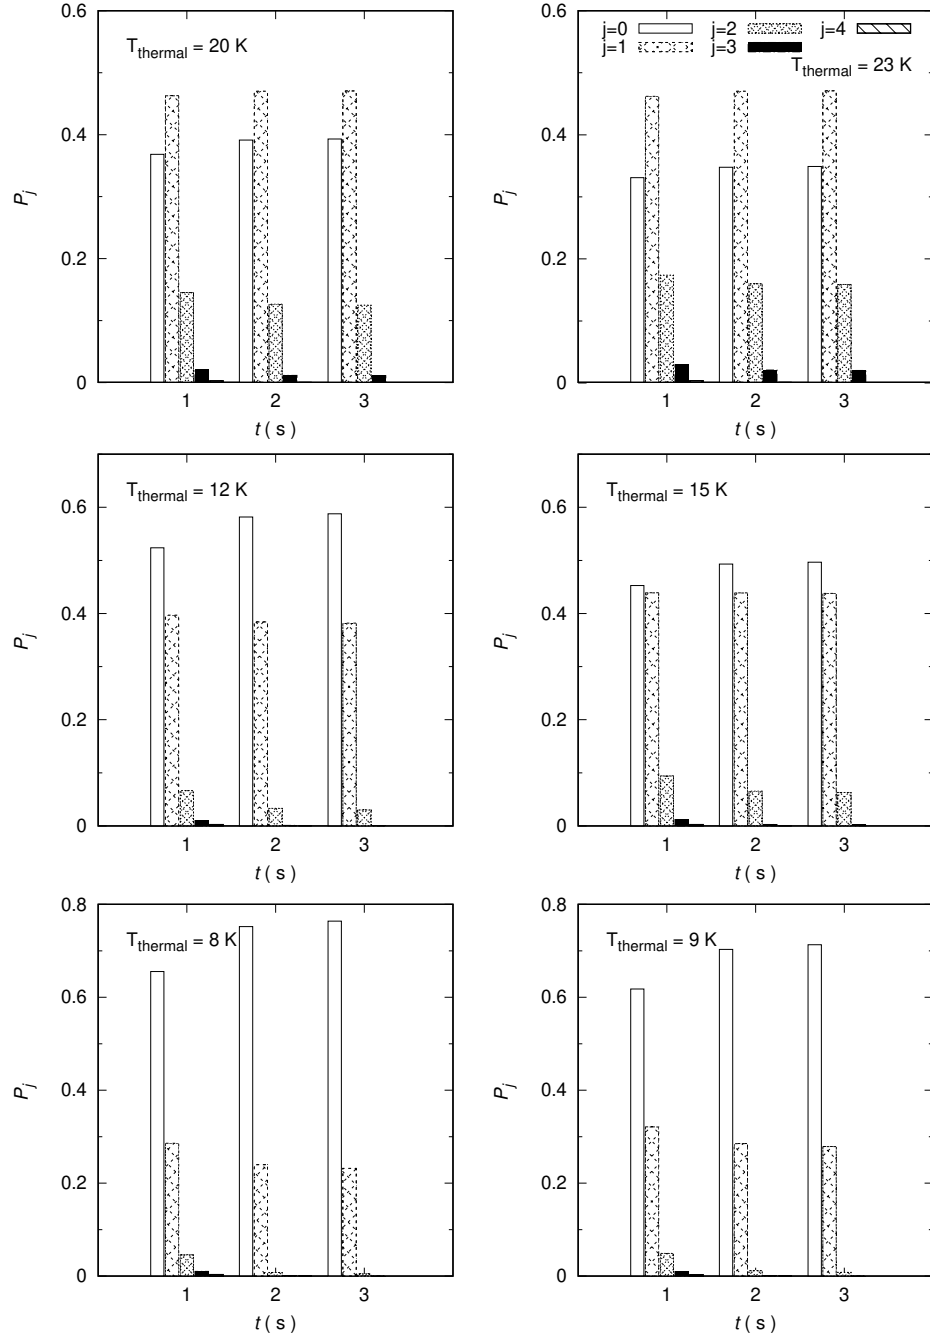 T_thermal = 20 K
0.6
0.4
0.2
0
P_j
1 2 3
t ( s )
j=0 j=2 j=4
j=1 j=3
T_thermal = 23 K
0.6
0.4
0.2
0
P_j
1 2 3
t ( s )
T_thermal = 12 K
0.6
0.4
0.2
0
P_j
1 2 3
t ( s )
T_thermal = 15 K
0.6
0.4
0.2
0
P_j
1 2 3
t ( s )
T_thermal = 8 K
0.8
0.6
0.4
0.2
0
P_j
1 2 3
t ( s )
T_thermal = 9 K
0.8
0.6
0.4
0.2
0
P_j
1 2 3
t ( s )